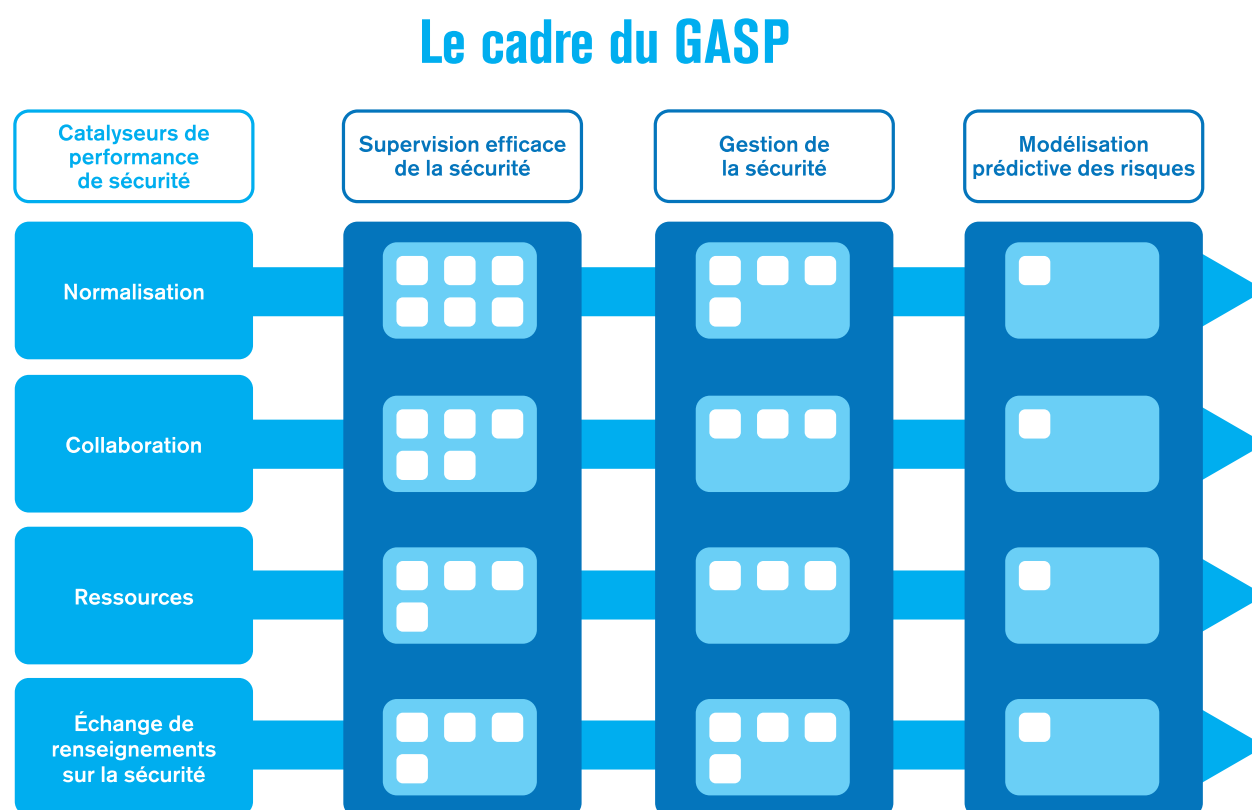 Le cadre du GASP
Catalyseurs de
performance
de sécurité
Supervision efficace
de la sécurité
Gestion de
la sécurité
Modélisation
prédictive des risques
Normalisation
Collaboration
Ressources
Échange de
renseignements
sur la sécurité